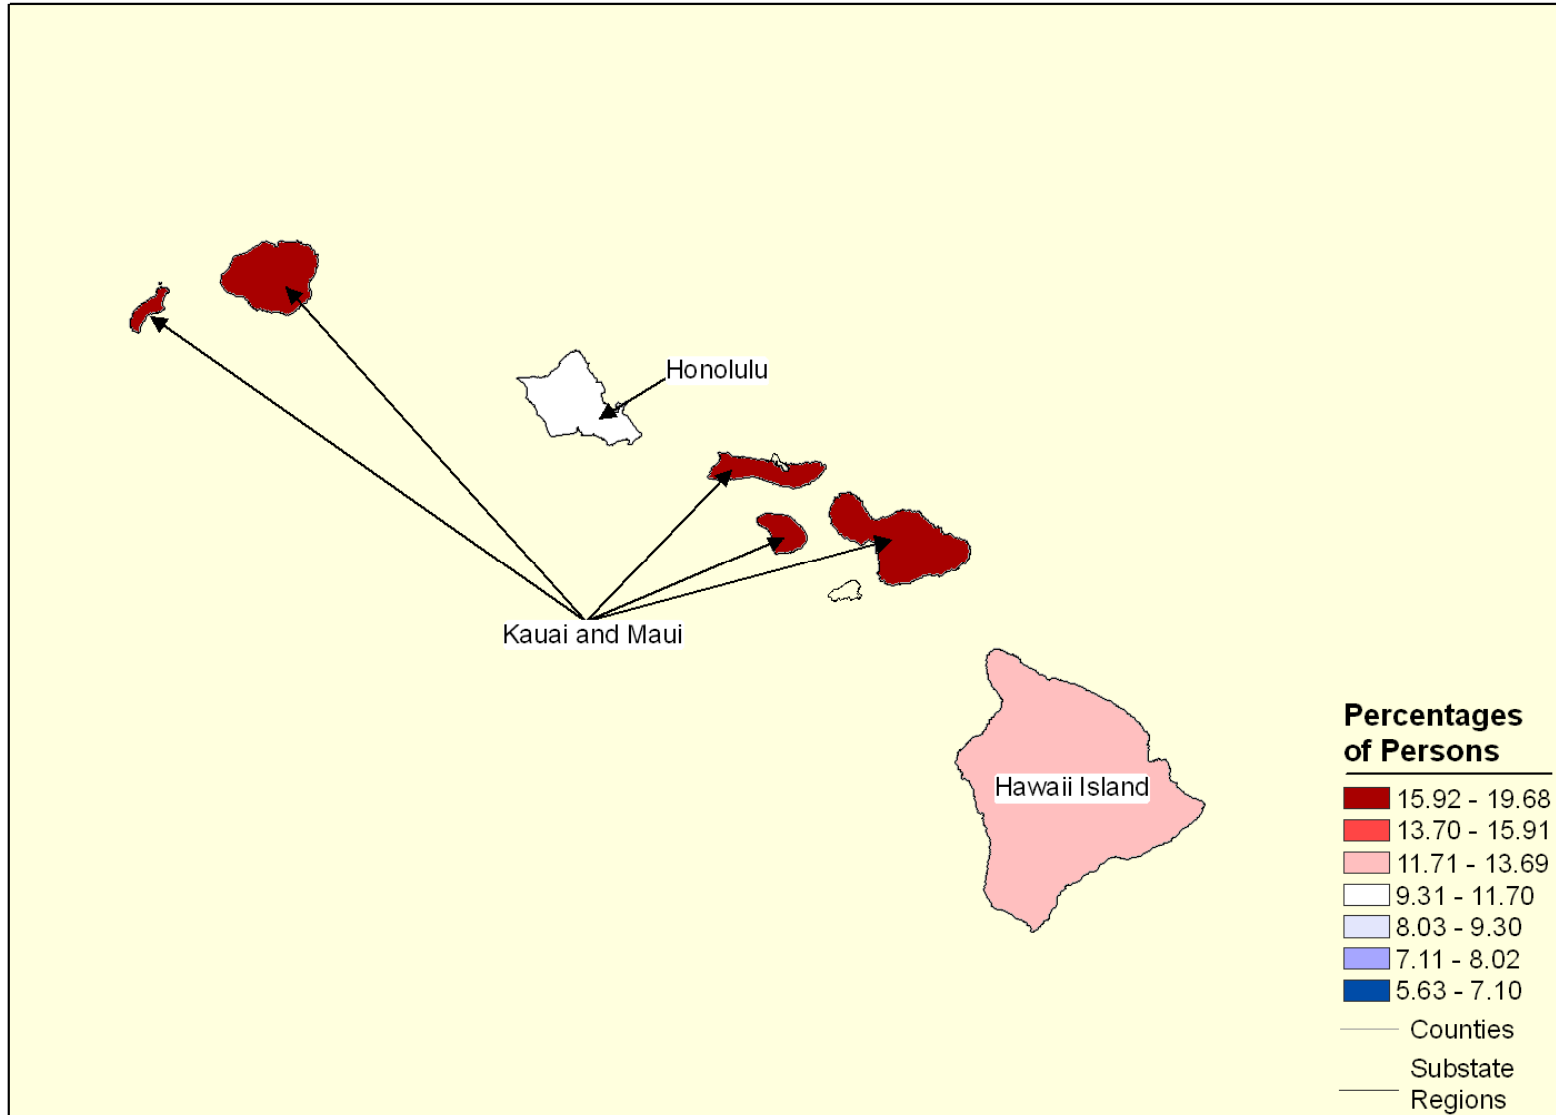 Honolulu
Kauai and Maui
Hawaii Island
Percentages
of Persons
15.92 - 19.68
13.70 - 15.91
11.71 - 13.69
9.31 - 11.70
8.03 - 9.30
7.11 - 8.02
5.63 - 7.10
Counties
Substate
Regions